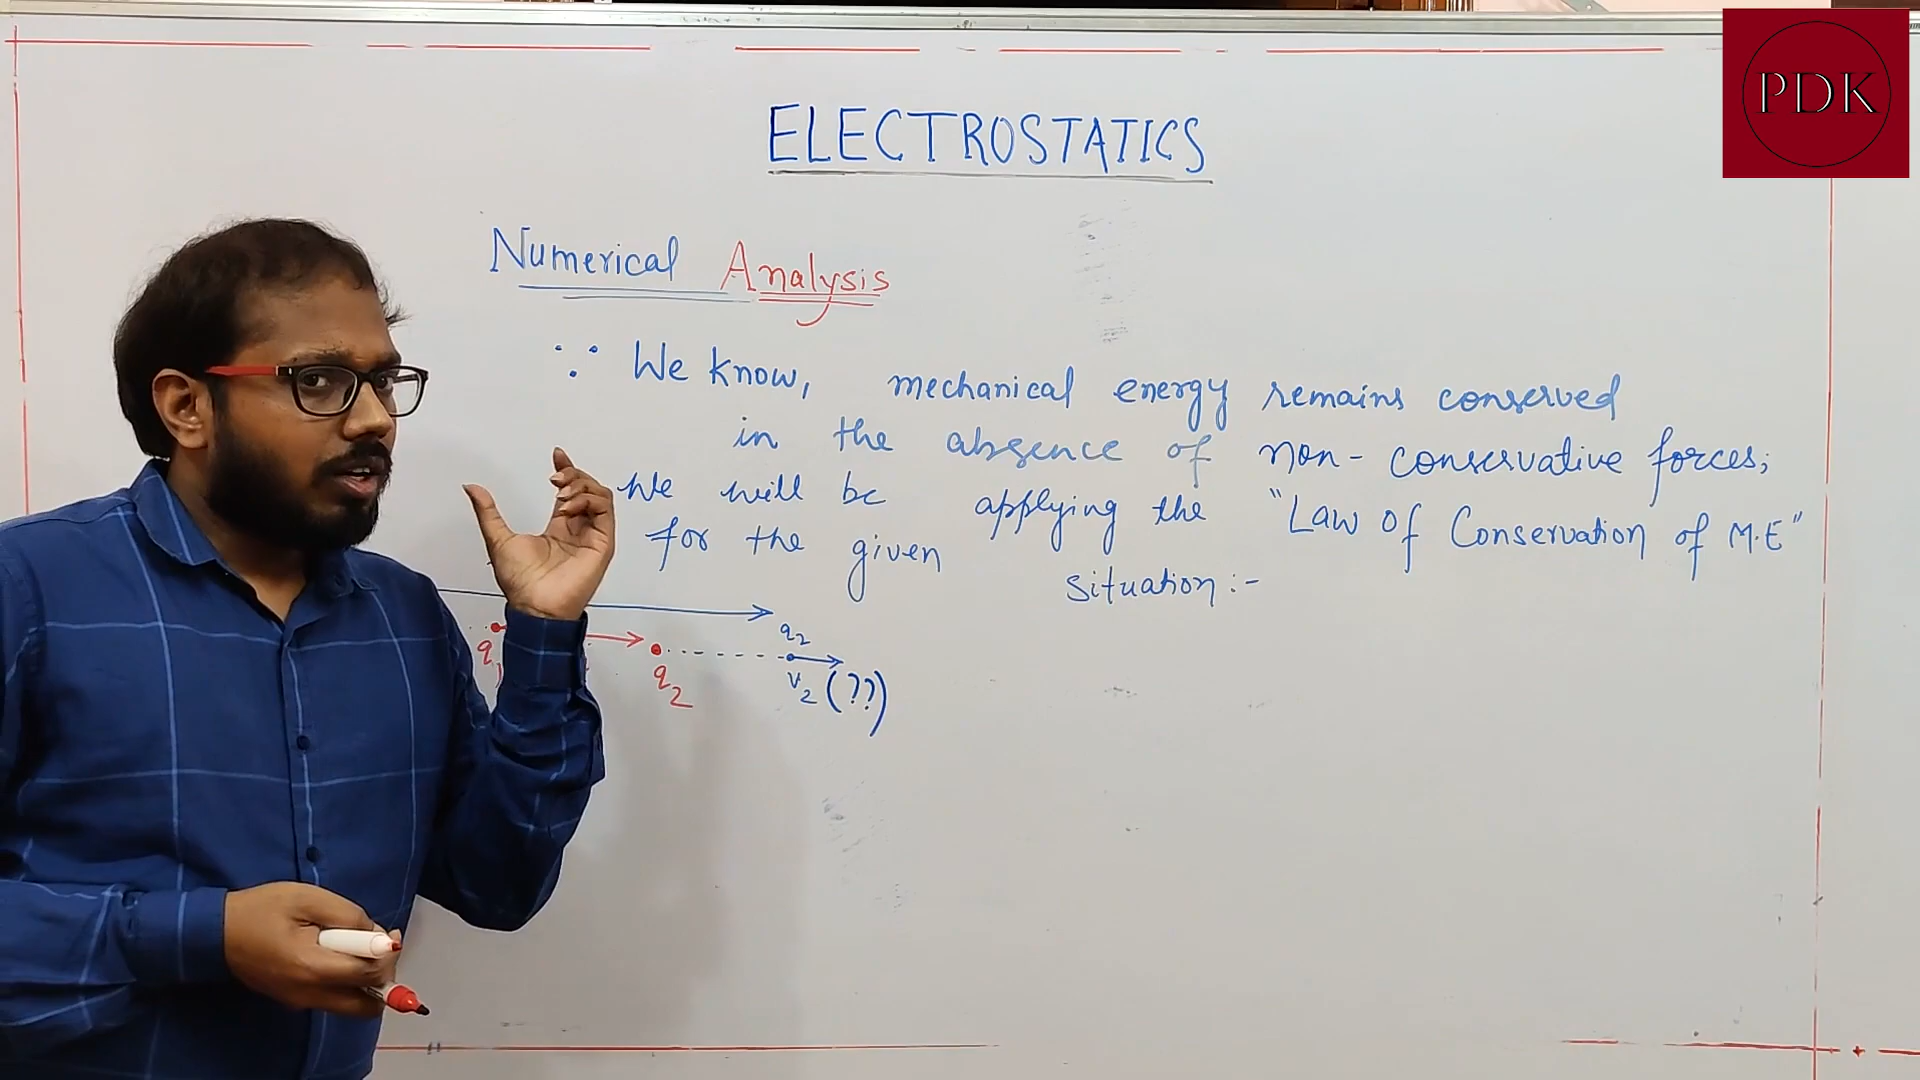 PDK
ELECTROSTATICS
Numerical Analysis
∵ We know, mechanical energy remains conserved
in the absence of non-conservative forces;
We will be applying the "Law of Conservation of M.E"
for the given situation:-
q₂
q₁
q₂
v₂ (??)